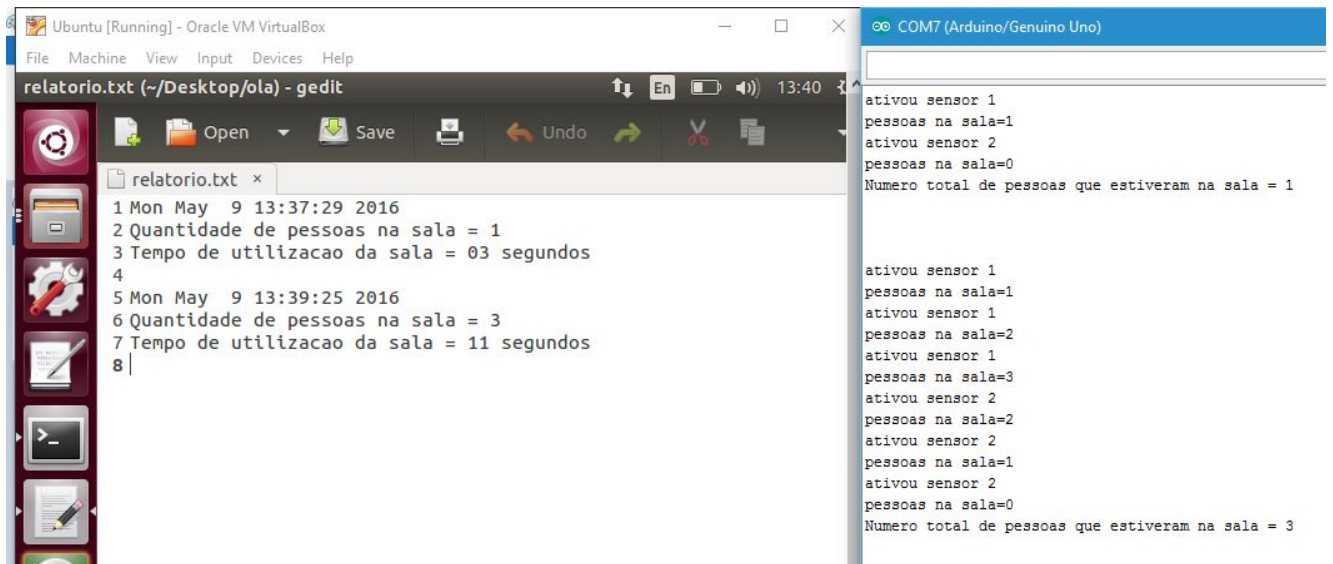 Ubuntu [Running] - Oracle VM VirtualBox
File Machine View Input Devices Help
relatorio.txt (~/Desktop/ola) - gedit En 13:40
Open Save Undo
relatorio.txt ×
1 Mon May  9 13:37:29 2016
2 Quantidade de pessoas na sala = 1
3 Tempo de utilizacao da sala = 03 segundos
4
5 Mon May  9 13:39:25 2016
6 Quantidade de pessoas na sala = 3
7 Tempo de utilizacao da sala = 11 segundos
8
>_
COM7 (Arduino/Genuino Uno)
ativou sensor 1
pessoas na sala=1
ativou sensor 2
pessoas na sala=0
Numero total de pessoas que estiveram na sala = 1
ativou sensor 1
pessoas na sala=1
ativou sensor 1
pessoas na sala=2
ativou sensor 1
pessoas na sala=3
ativou sensor 2
pessoas na sala=2
ativou sensor 2
pessoas na sala=1
ativou sensor 2
pessoas na sala=0
Numero total de pessoas que estiveram na sala = 3